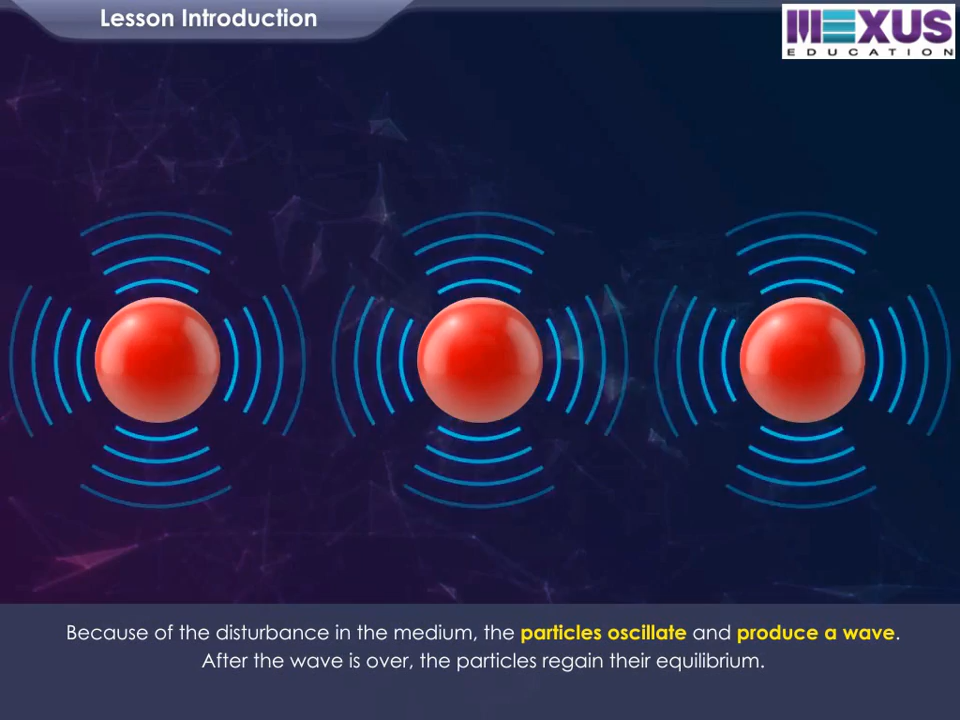 Lesson Introduction
MEXUS
EDUCATION
Because of the disturbance in the medium, the particles oscillate and produce a wave.
After the wave is over, the particles regain their equilibrium.